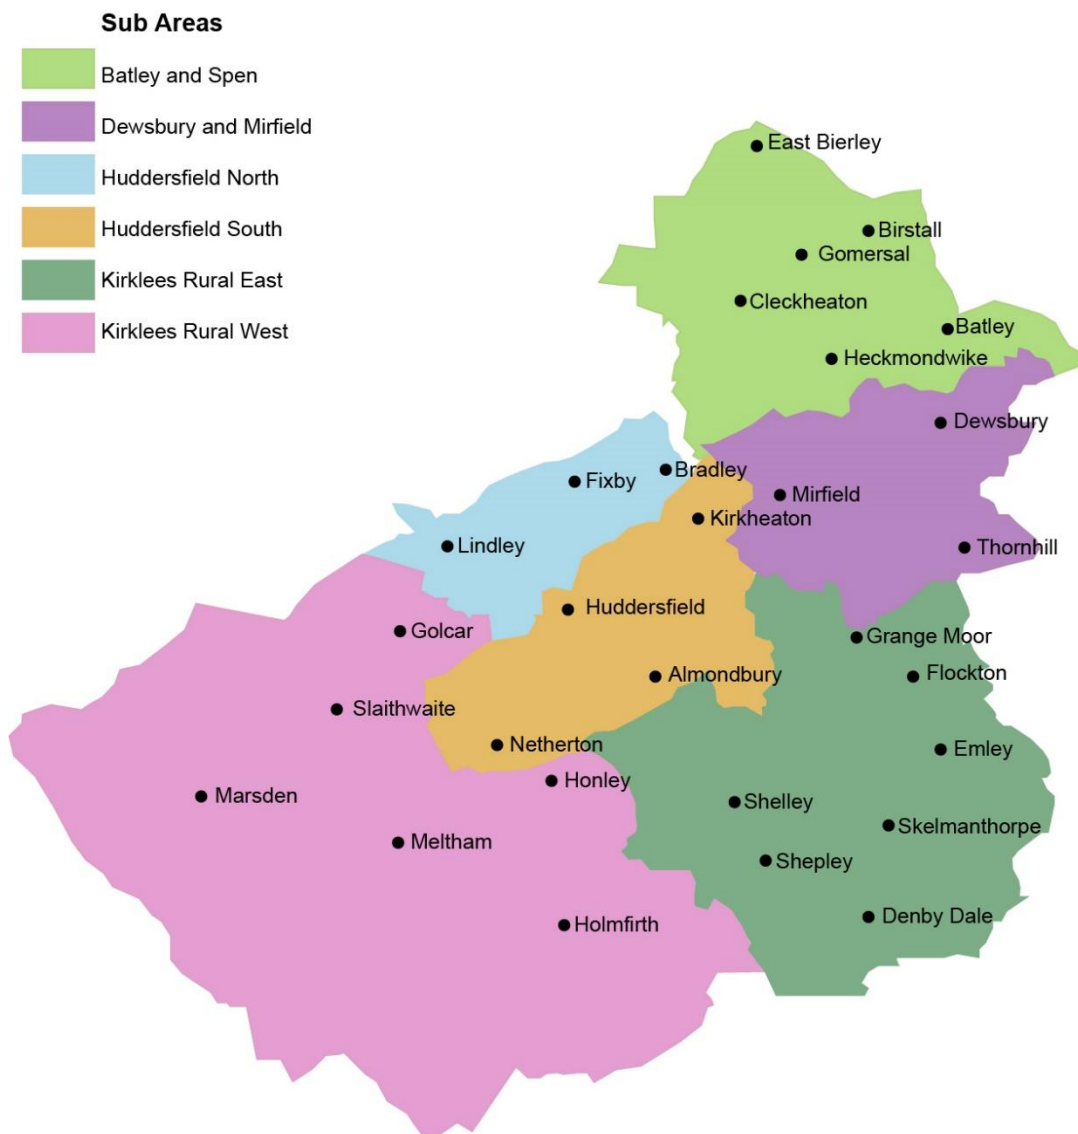 Sub Areas
Batley and Spen
Dewsbury and Mirfield
Huddersfield North
Huddersfield South
Kirklees Rural East
Kirklees Rural West
East Bierley
Birstall
Gomersal
Cleckheaton
Batley
Heckmondwike
Dewsbury
Bradley
Fixby
Mirfield
Kirkheaton
Lindley
Thornhill
Huddersfield
Golcar
Grange Moor
Almondbury
Flockton
Slaithwaite
Netherton
Emley
Honley
Marsden
Shelley
Skelmanthorpe
Meltham
Shepley
Denby Dale
Holmfirth